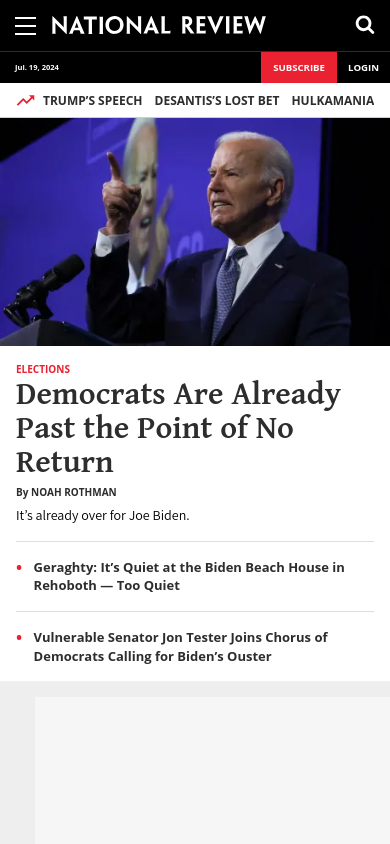 NATIONAL REVIEW
Jul. 19, 2024
SUBSCRIBE
LOGIN
TRUMP'S SPEECH
DESANTIS'S LOST BET
HULKAMANIA
ELECTIONS
Democrats Are Already
Past the Point of No
Return
By NOAH ROTHMAN
It's already over for Joe Biden.
• Geraghty: It's Quiet at the Biden Beach House in
Rehoboth — Too Quiet
• Vulnerable Senator Jon Tester Joins Chorus of
Democrats Calling for Biden's Ouster